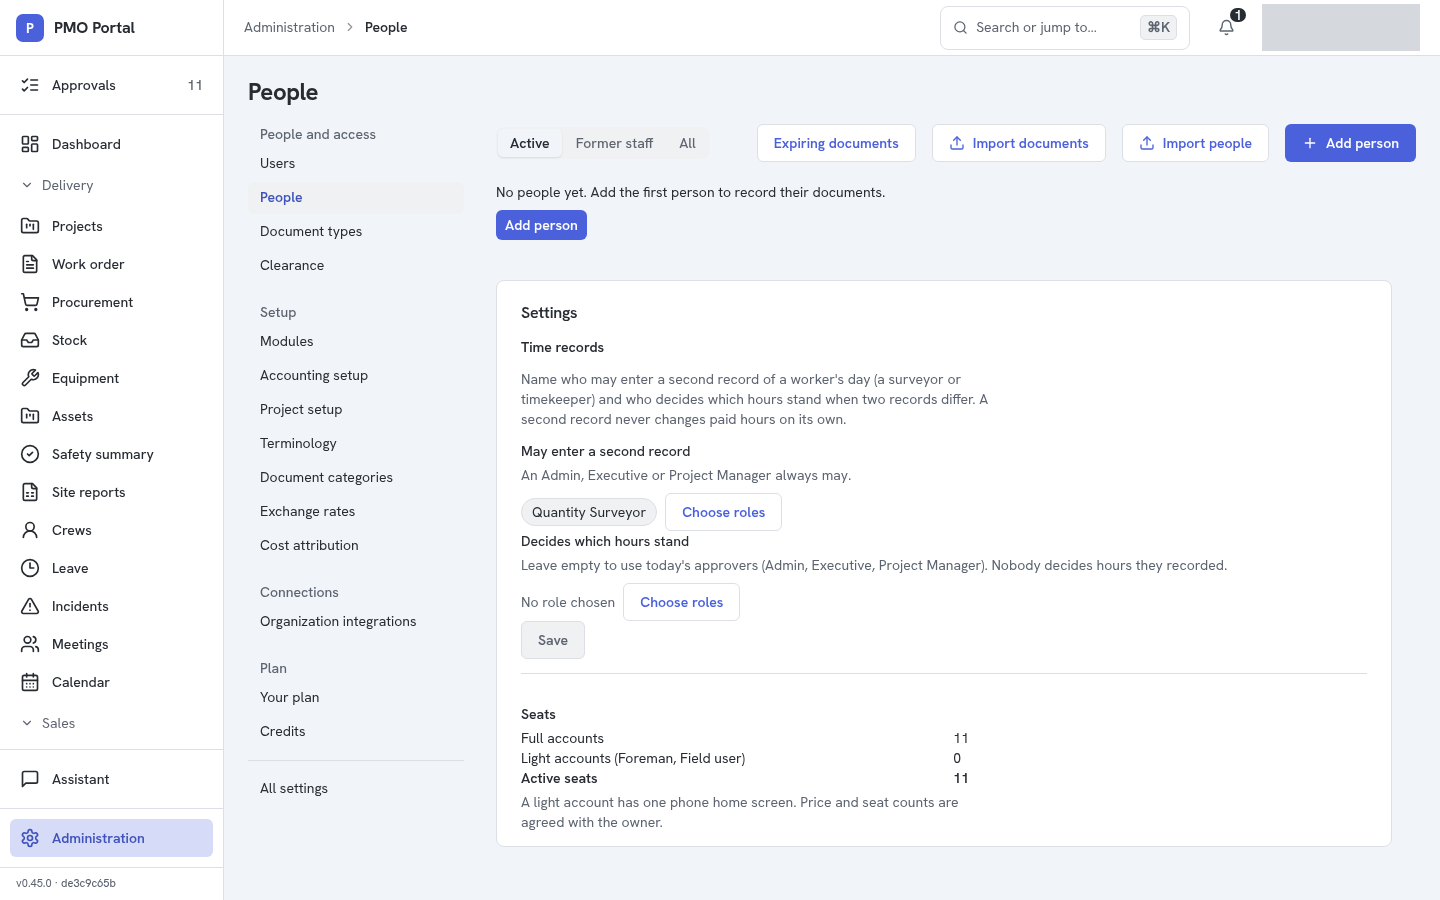 P PMO Portal
Administration > People
Search or jump to... ⌘K
1
Approvals 11
Dashboard
Delivery
Projects
Work order
Procurement
Stock
Equipment
Assets
Safety summary
Site reports
Crews
Leave
Incidents
Meetings
Calendar
Sales
Assistant
Administration
v0.45.0 · de3c9c65b
People
People and access
Users
People
Document types
Clearance
Setup
Modules
Accounting setup
Project setup
Terminology
Document categories
Exchange rates
Cost attribution
Connections
Organization integrations
Plan
Your plan
Credits
All settings
Active Former staff All
Expiring documents Import documents Import people Add person
No people yet. Add the first person to record their documents.
Add person
Settings
Time records
Name who may enter a second record of a worker's day (a surveyor or
timekeeper) and who decides which hours stand when two records differ. A
second record never changes paid hours on its own.
May enter a second record
An Admin, Executive or Project Manager always may.
Quantity Surveyor Choose roles
Decides which hours stand
Leave empty to use today's approvers (Admin, Executive, Project Manager). Nobody decides hours they recorded.
No role chosen Choose roles
Save
Seats
Full accounts 11
Light accounts (Foreman, Field user) 0
Active seats 11
A light account has one phone home screen. Price and seat counts are
agreed with the owner.